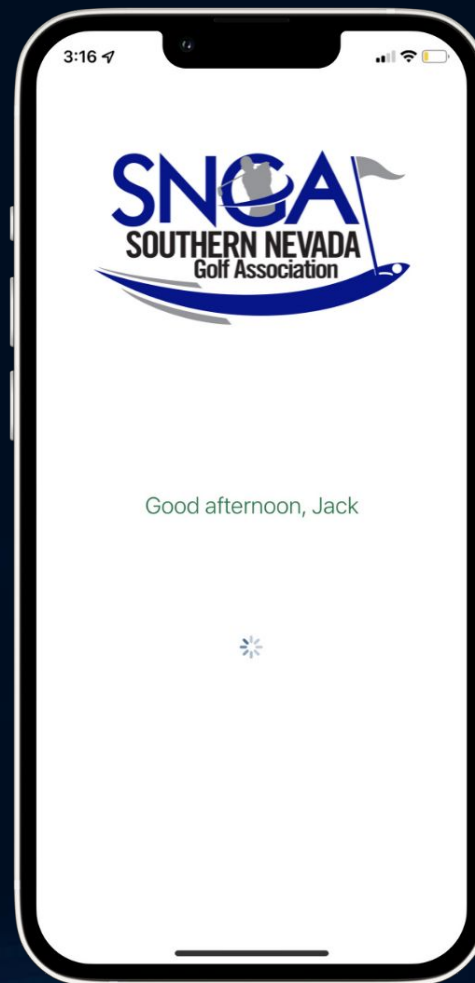 3:16
SNGA
SOUTHERN NEVADA
Golf Association
Good afternoon, Jack